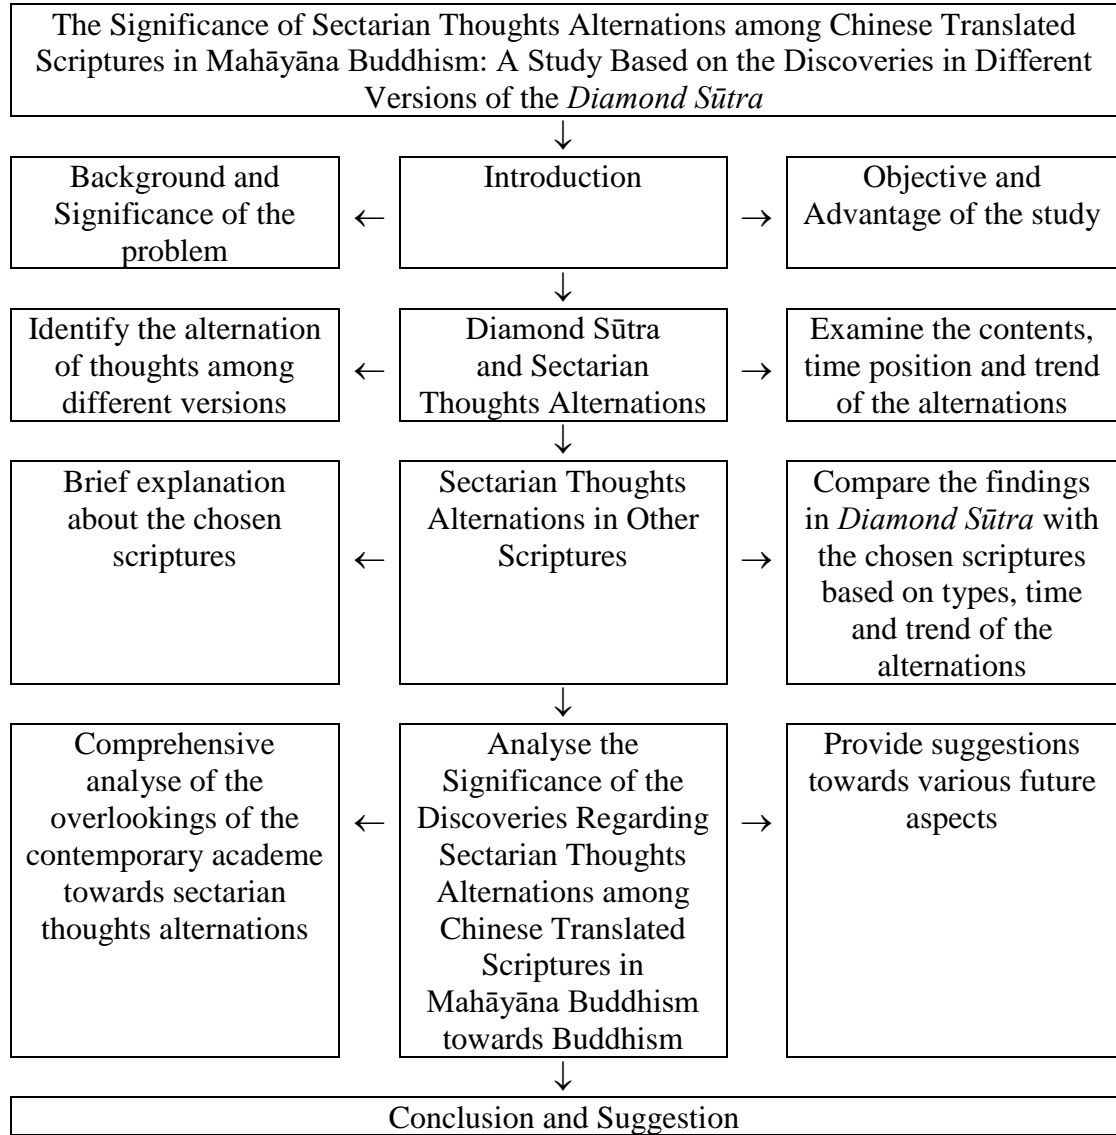 The Significance of Sectarian Thoughts Alternations among Chinese Translated
Scriptures in Mahāyāna Buddhism: A Study Based on the Discoveries in Different
Versions of the Diamond Sūtra
↓
Background and
Significance of the
problem
←
Introduction
→
Objective and
Advantage of the study
↓
Identify the alternation
of thoughts among
different versions
←
Diamond Sūtra
and Sectarian
Thoughts Alternations
→
Examine the contents,
time position and trend
of the alternations
↓
Brief explanation
about the chosen
scriptures
←
Sectarian Thoughts
Alternations in Other
Scriptures
→
Compare the findings
in Diamond Sūtra with
the chosen scriptures
based on types, time
and trend of the
alternations
↓
Comprehensive
analyse of the
overlookings of the
contemporary academe
towards sectarian
thoughts alternations
←
Analyse the
Significance of the
Discoveries Regarding
Sectarian Thoughts
Alternations among
Chinese Translated
Scriptures in
Mahāyāna Buddhism
towards Buddhism
→
Provide suggestions
towards various future
aspects
↓
Conclusion and Suggestion